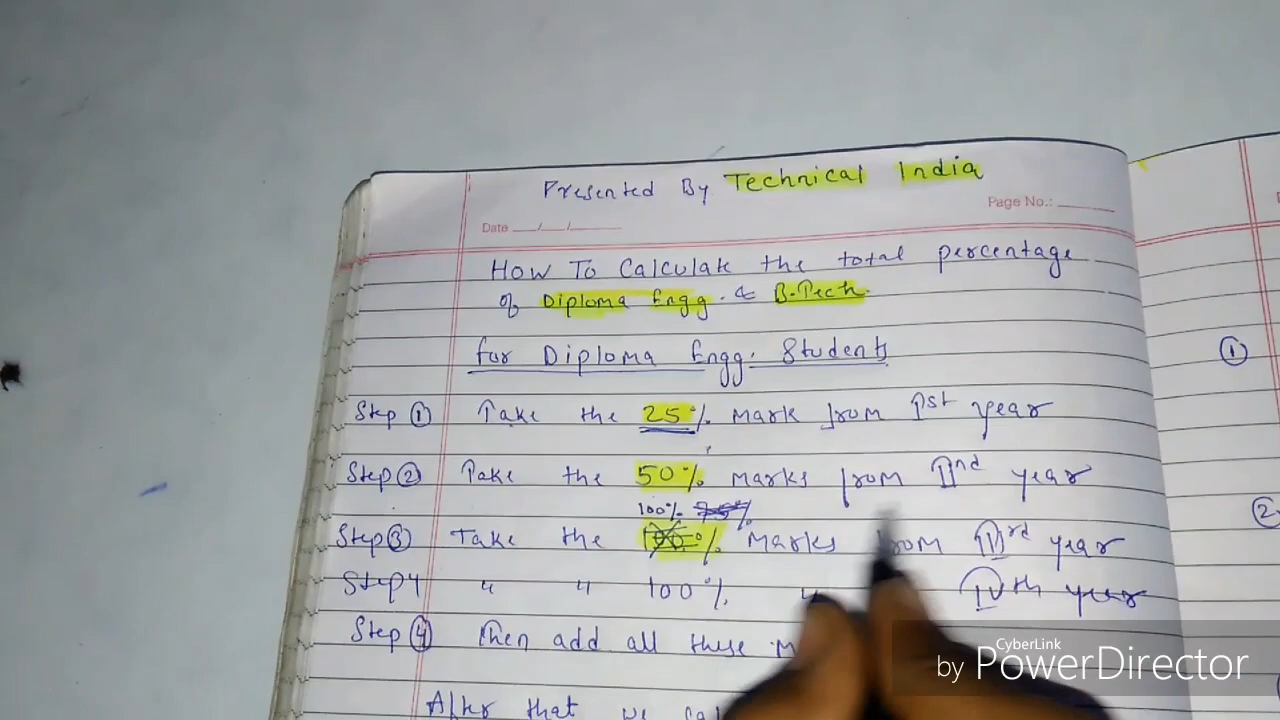 Presented By Technical India
Page No.:
Date
How To Calculate the total percentage
of Diploma Engg. & B.Tech.
for Diploma Engg. Students
Step ① Take the 25% mark from Ist year
Step ② Take the 50% marks from IInd year
100%
Step ③ Take the 100% marks from IIIrd year
Step 4 " " 100% " IVth year
Step ④ Then add all these
After that we
①
②
CyberLink
by PowerDirector